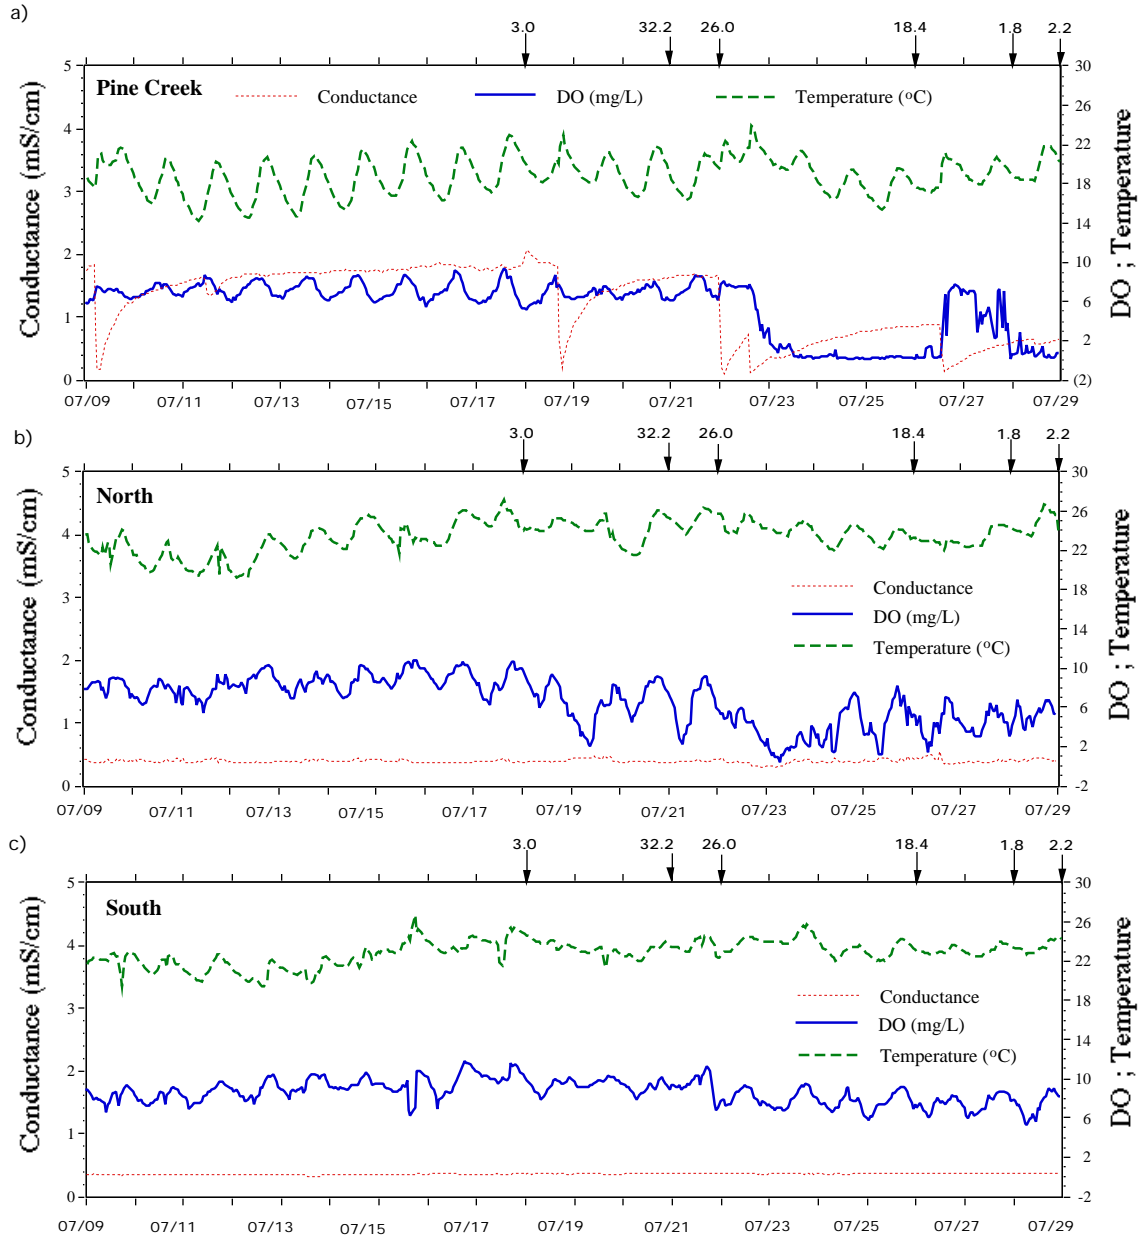 a)
3.0 32.2 26.0 18.4 1.8 2.2
Pine Creek
Conductance DO (mg/L) Temperature (oC)
Conductance (mS/cm)
5
4
3
2
1
0
DO ; Temperature
30
26
22
18
14
10
6
2
(2)
07/09 07/11 07/13 07/15 07/17 07/19 07/21 07/23 07/25 07/27 07/29
b)
3.0 32.2 26.0 18.4 1.8 2.2
North
Conductance
DO (mg/L)
Temperature (oC)
Conductance (mS/cm)
5
4
3
2
1
0
DO ; Temperature
30
26
22
18
14
10
6
2
-2
07/09 07/11 07/13 07/15 07/17 07/19 07/21 07/23 07/25 07/27 07/29
c)
3.0 32.2 26.0 18.4 1.8 2.2
South
Conductance
DO (mg/L)
Temperature (oC)
Conductance (mS/cm)
5
4
3
2
1
0
DO ; Temperature
30
26
22
18
14
10
6
2
-2
07/09 07/11 07/13 07/15 07/17 07/19 07/21 07/23 07/25 07/27 07/29